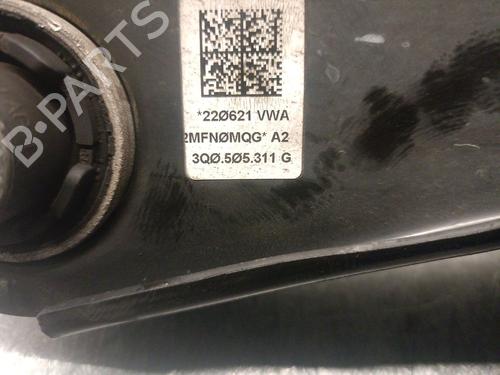 *22Ø621 VWA
2MFNØMQG* A2
3QØ.5Ø5.311 G
B-PARTS